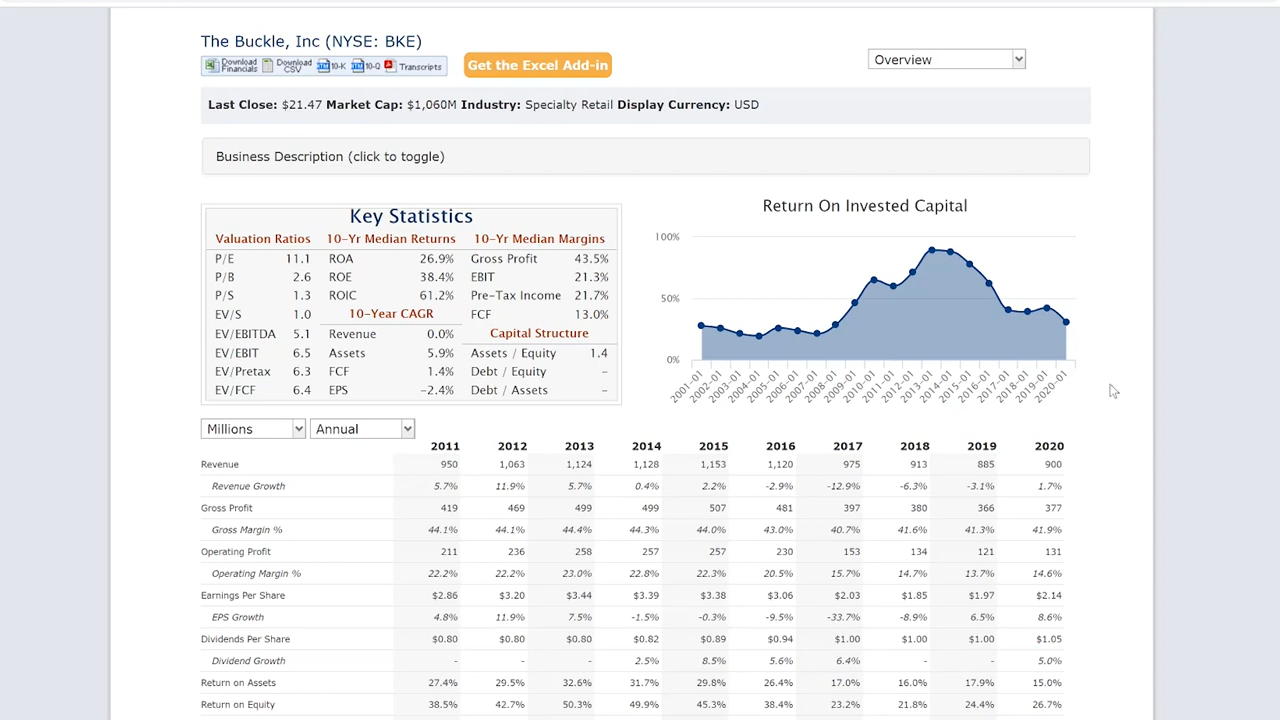 The Buckle, Inc (NYSE: BKE)
Download Financials Download CSV 10-K 10-Q Transcripts
Get the Excel Add-in
Overview
Last Close: $21.47 Market Cap: $1,060M Industry: Specialty Retail Display Currency: USD
Business Description (click to toggle)
Key Statistics
Valuation Ratios 10-Yr Median Returns 10-Yr Median Margins
P/E 11.1 ROA 26.9% Gross Profit 43.5%
P/B 2.6 ROE 38.4% EBIT 21.3%
P/S 1.3 ROIC 61.2% Pre-Tax Income 21.7%
EV/S 1.0 10-Year CAGR FCF 13.0%
EV/EBITDA 5.1 Revenue 0.0% Capital Structure
EV/EBIT 6.5 Assets 5.9% Assets / Equity 1.4
EV/Pretax 6.3 FCF 1.4% Debt / Equity –
EV/FCF 6.4 EPS -2.4% Debt / Assets –
Return On Invested Capital
100%
50%
0%
2001-01 2002-01 2003-01 2004-01 2005-01 2006-01 2007-01 2008-01 2009-01 2010-01 2011-01 2012-01 2013-01 2014-01 2015-01 2016-01 2017-01 2018-01 2019-01 2020-01
Millions Annual
2011 2012 2013 2014 2015 2016 2017 2018 2019 2020
Revenue 950 1,063 1,124 1,128 1,153 1,120 975 913 885 900
Revenue Growth 5.7% 11.9% 5.7% 0.4% 2.2% -2.9% -12.9% -6.3% -3.1% 1.7%
Gross Profit 419 469 499 499 507 481 397 380 366 377
Gross Margin % 44.1% 44.1% 44.4% 44.3% 44.0% 43.0% 40.7% 41.6% 41.3% 41.9%
Operating Profit 211 236 258 257 257 230 153 134 121 131
Operating Margin % 22.2% 22.2% 23.0% 22.8% 22.3% 20.5% 15.7% 14.7% 13.7% 14.6%
Earnings Per Share $2.86 $3.20 $3.44 $3.39 $3.38 $3.06 $2.03 $1.85 $1.97 $2.14
EPS Growth 4.8% 11.9% 7.5% -1.5% -0.3% -9.5% -33.7% -8.9% 6.5% 8.6%
Dividends Per Share $0.80 $0.80 $0.80 $0.82 $0.89 $0.94 $1.00 $1.00 $1.00 $1.05
Dividend Growth - - - 2.5% 8.5% 5.6% 6.4% - - 5.0%
Return on Assets 27.4% 29.5% 32.6% 31.7% 29.8% 26.4% 17.0% 16.0% 17.9% 15.0%
Return on Equity 38.5% 42.7% 50.3% 49.9% 45.3% 38.4% 23.2% 21.8% 24.4% 26.7%